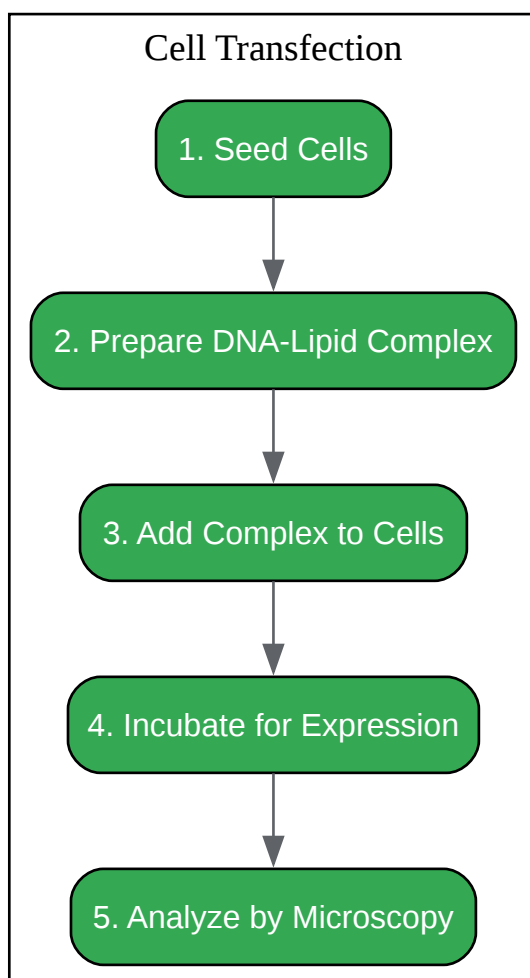 Cell Transfection
1. Seed Cells
2. Prepare DNA-Lipid Complex
3. Add Complex to Cells
4. Incubate for Expression
5. Analyze by Microscopy